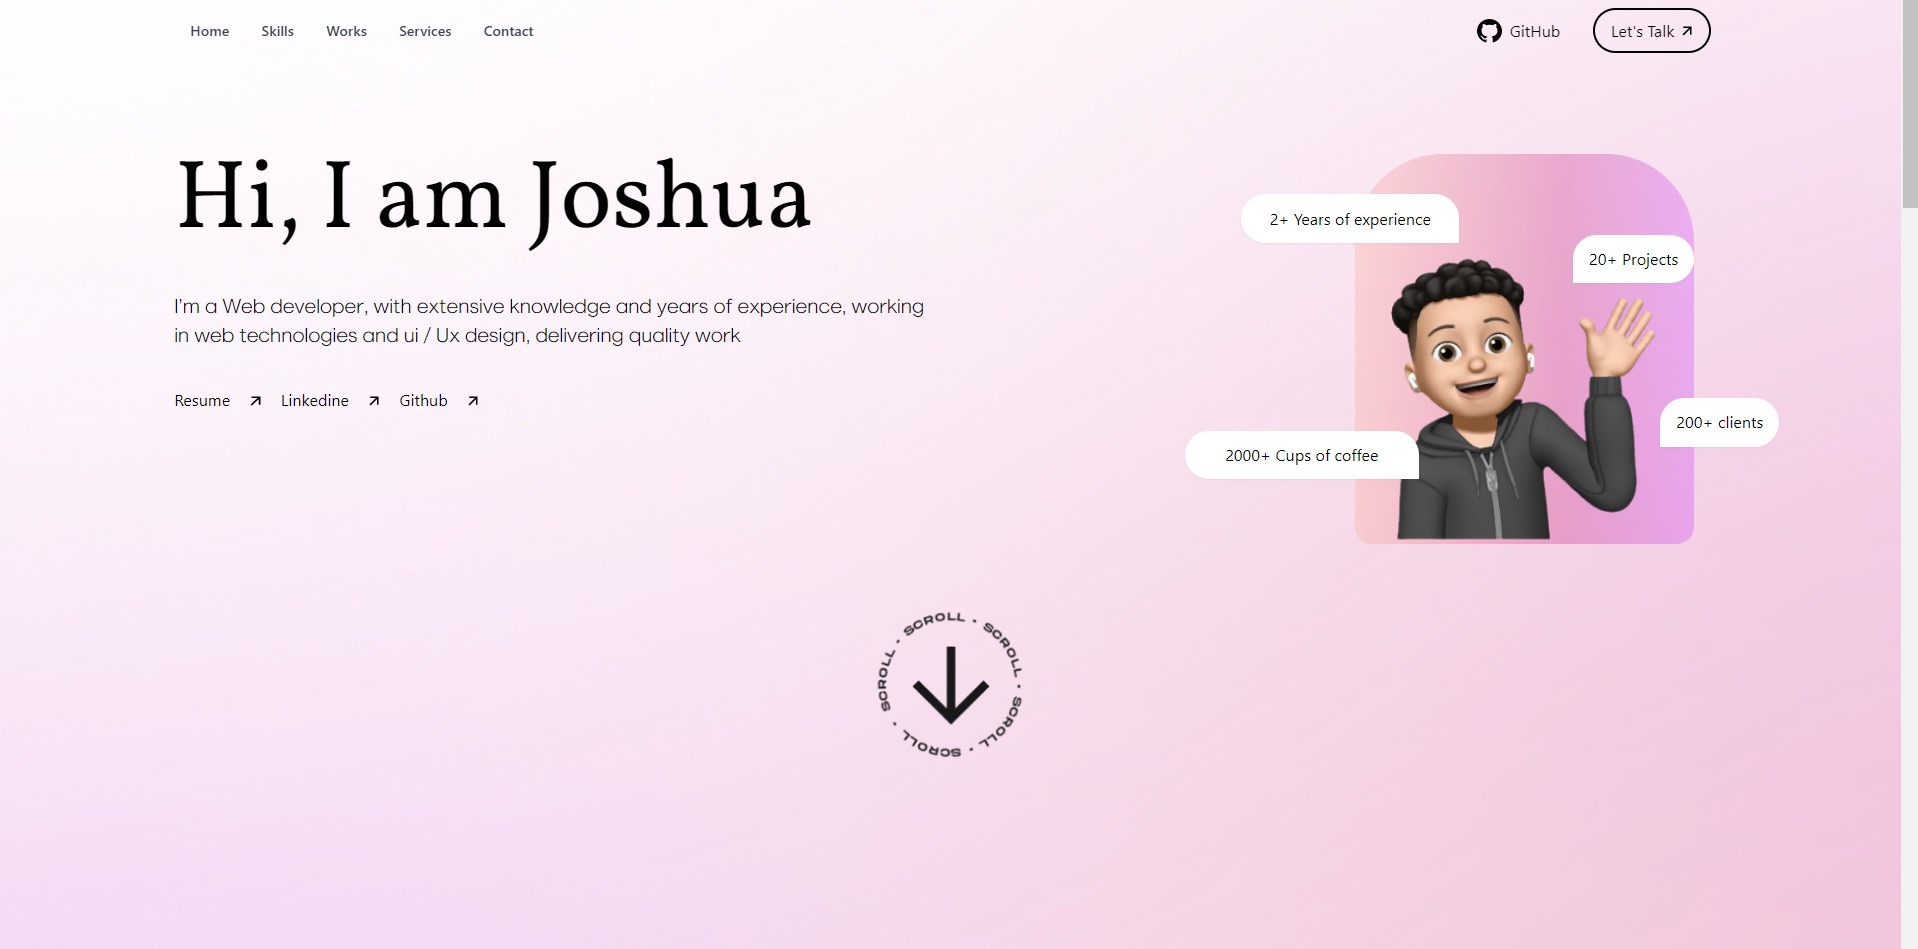 Home Skills Works Services Contact GitHub Let's Talk
Hi, I am Joshua
I'm a Web developer, with extensive knowledge and years of experience, working
in web technologies and ui / Ux design, delivering quality work
Resume Linkedine Github
2+ Years of experience
20+ Projects
200+ clients
2000+ Cups of coffee
SCROLL · SCROLL · SCROLL · SCROLL · SCROLL ·